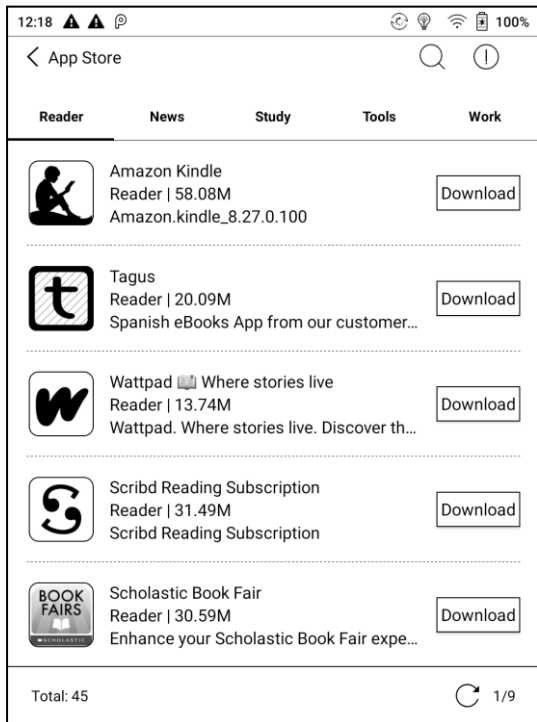 12:18 100%
App Store
Reader News Study Tools Work
Amazon Kindle
Reader | 58.08M
Amazon.kindle_8.27.0.100
Download
t
Tagus
Reader | 20.09M
Spanish eBooks App from our customer...
Download
Wattpad 📖 Where stories live
Reader | 13.74M
Wattpad. Where stories live. Discover th...
Download
Scribd Reading Subscription
Reader | 31.49M
Scribd Reading Subscription
Download
BOOK
FAIRS
SCHOLASTIC
Scholastic Book Fair
Reader | 30.59M
Enhance your Scholastic Book Fair expe...
Download
Total: 45 1/9